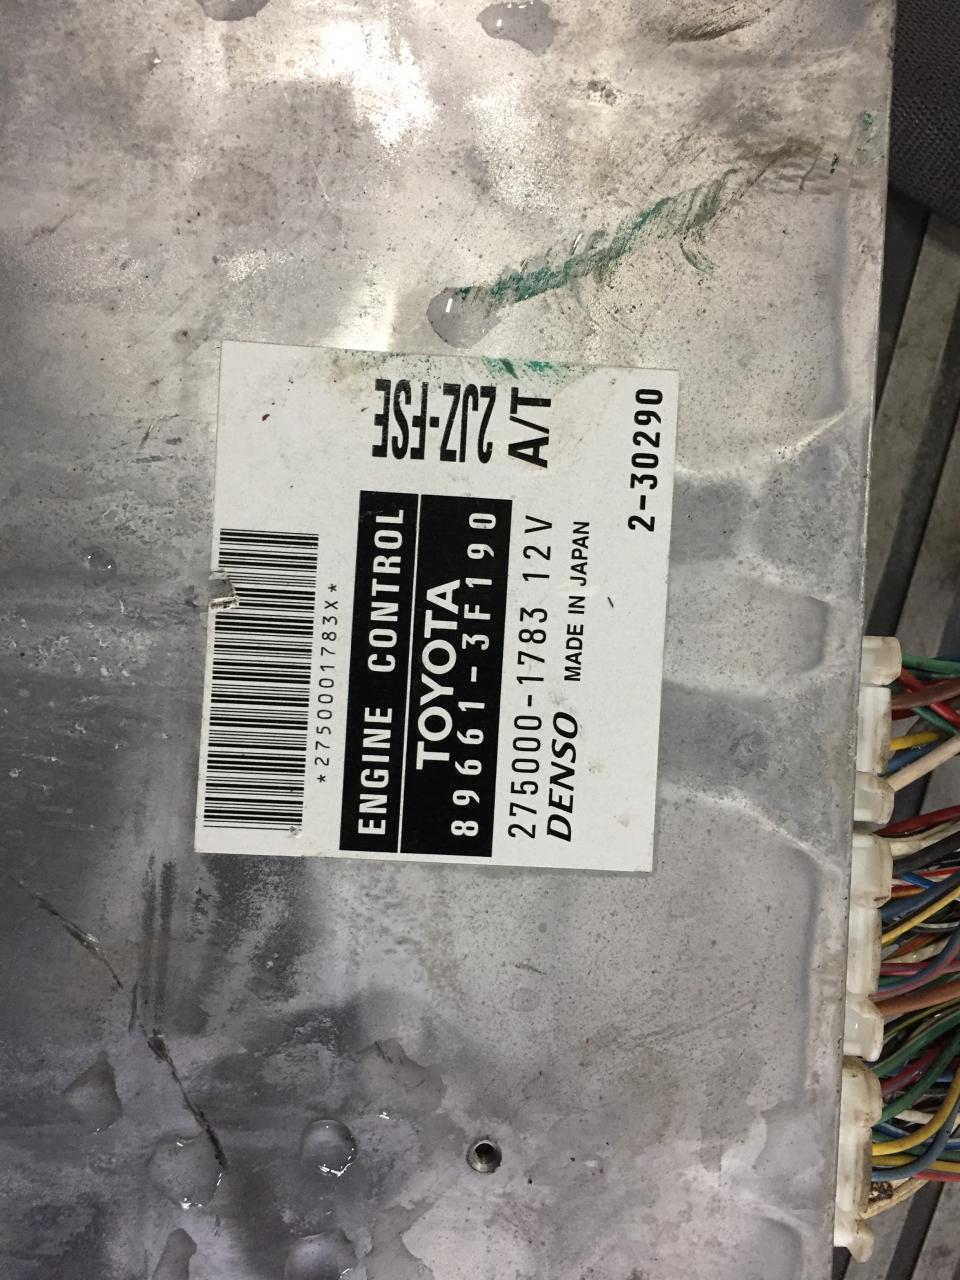 *2750001783X*
ENGINE CONTROL
2JZ-FSE
TOYOTA
89661-3F190
A/T
275000-1783 12V
DENSO MADE IN JAPAN
2-30290